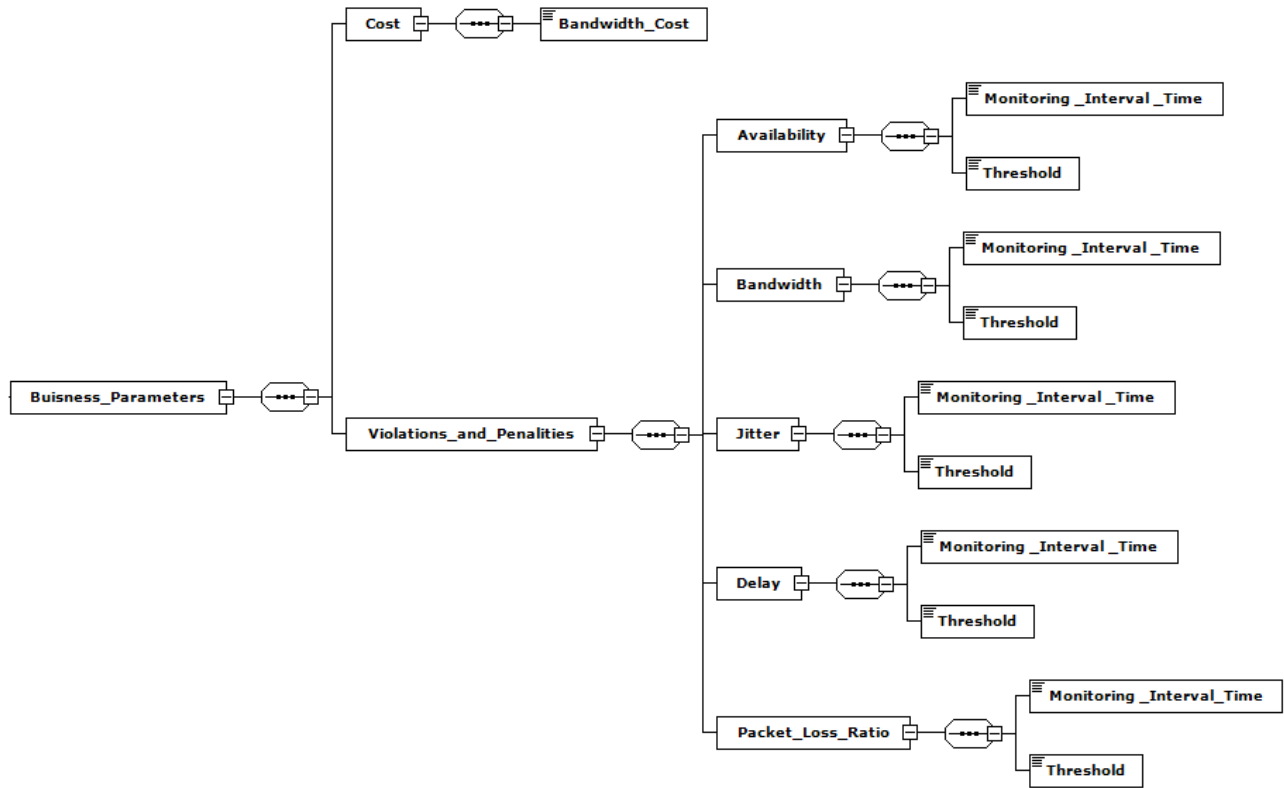 Cost
Bandwidth_Cost
Monitoring _Interval _Time
Availability
Threshold
Monitoring _Interval _Time
Bandwidth
Threshold
Buisness_Parameters
Monitoring _Interval _Time
Violations_and_Penalities
Jitter
Threshold
Monitoring _Interval _Time
Delay
Threshold
Monitoring _Interval_Time
Packet_Loss_Ratio
Threshold